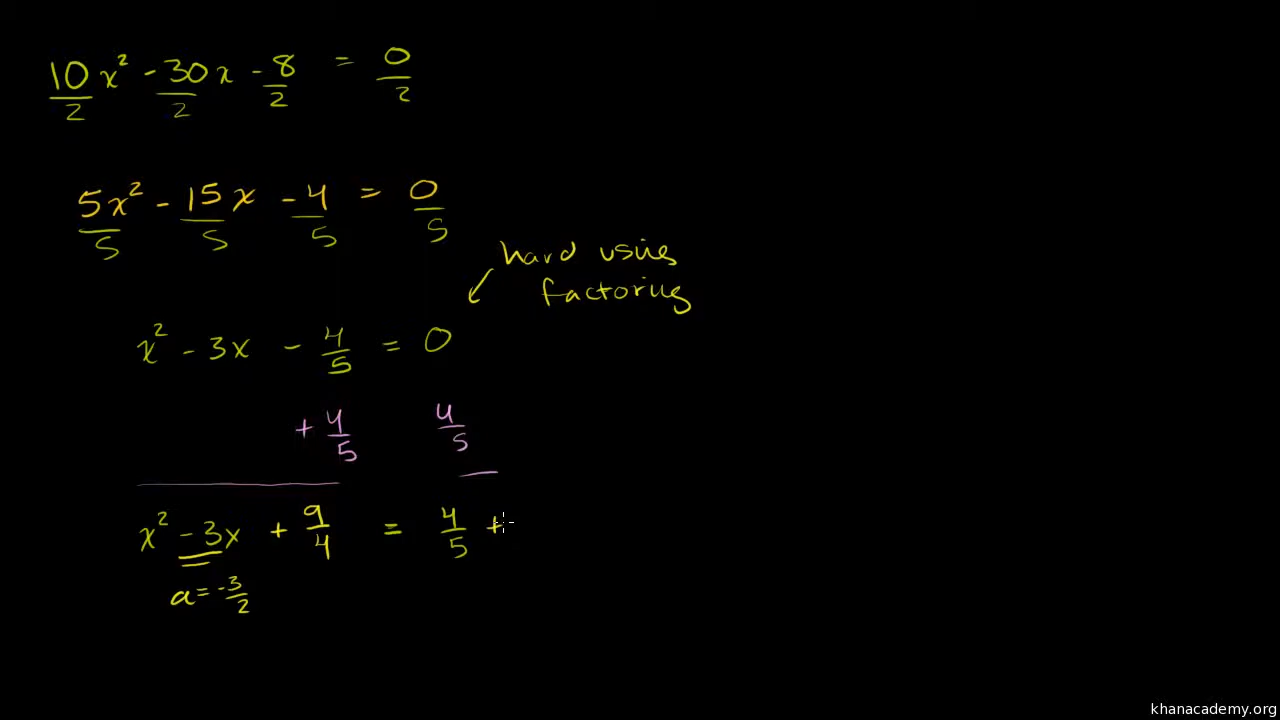 10x² - 30x - 8 = 0
2 2 2 2
5x² - 15x - 4 = 0
5 5 5 5
hard using
factoring
x² - 3x - 4/5 = 0
+ 4/5 4/5
x² - 3x + 9/4 = 4/5 +
a = -3/2
khanacademy.org